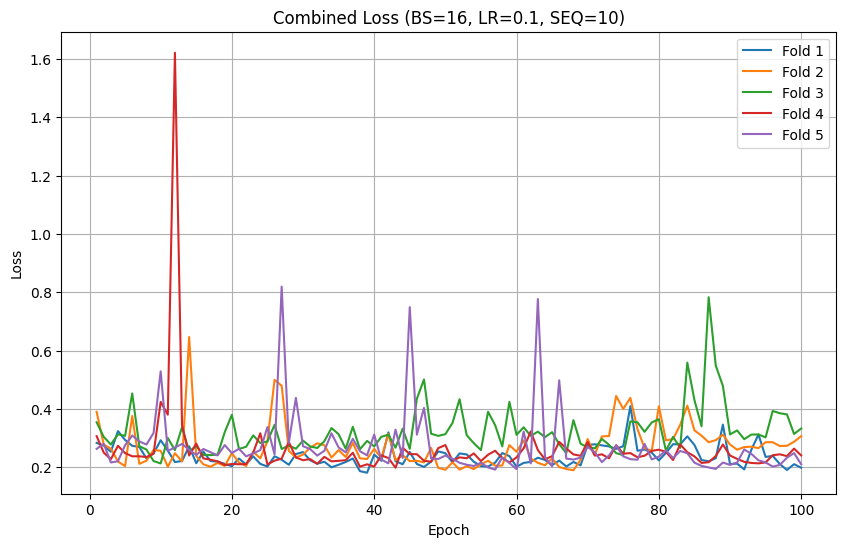 Combined Loss (BS=16, LR=0.1, SEQ=10)
Fold 1
Fold 2
Fold 3
Fold 4
Fold 5
Loss
1.6
1.4
1.2
1.0
0.8
0.6
0.4
0.2
0 20 40 60 80 100
Epoch